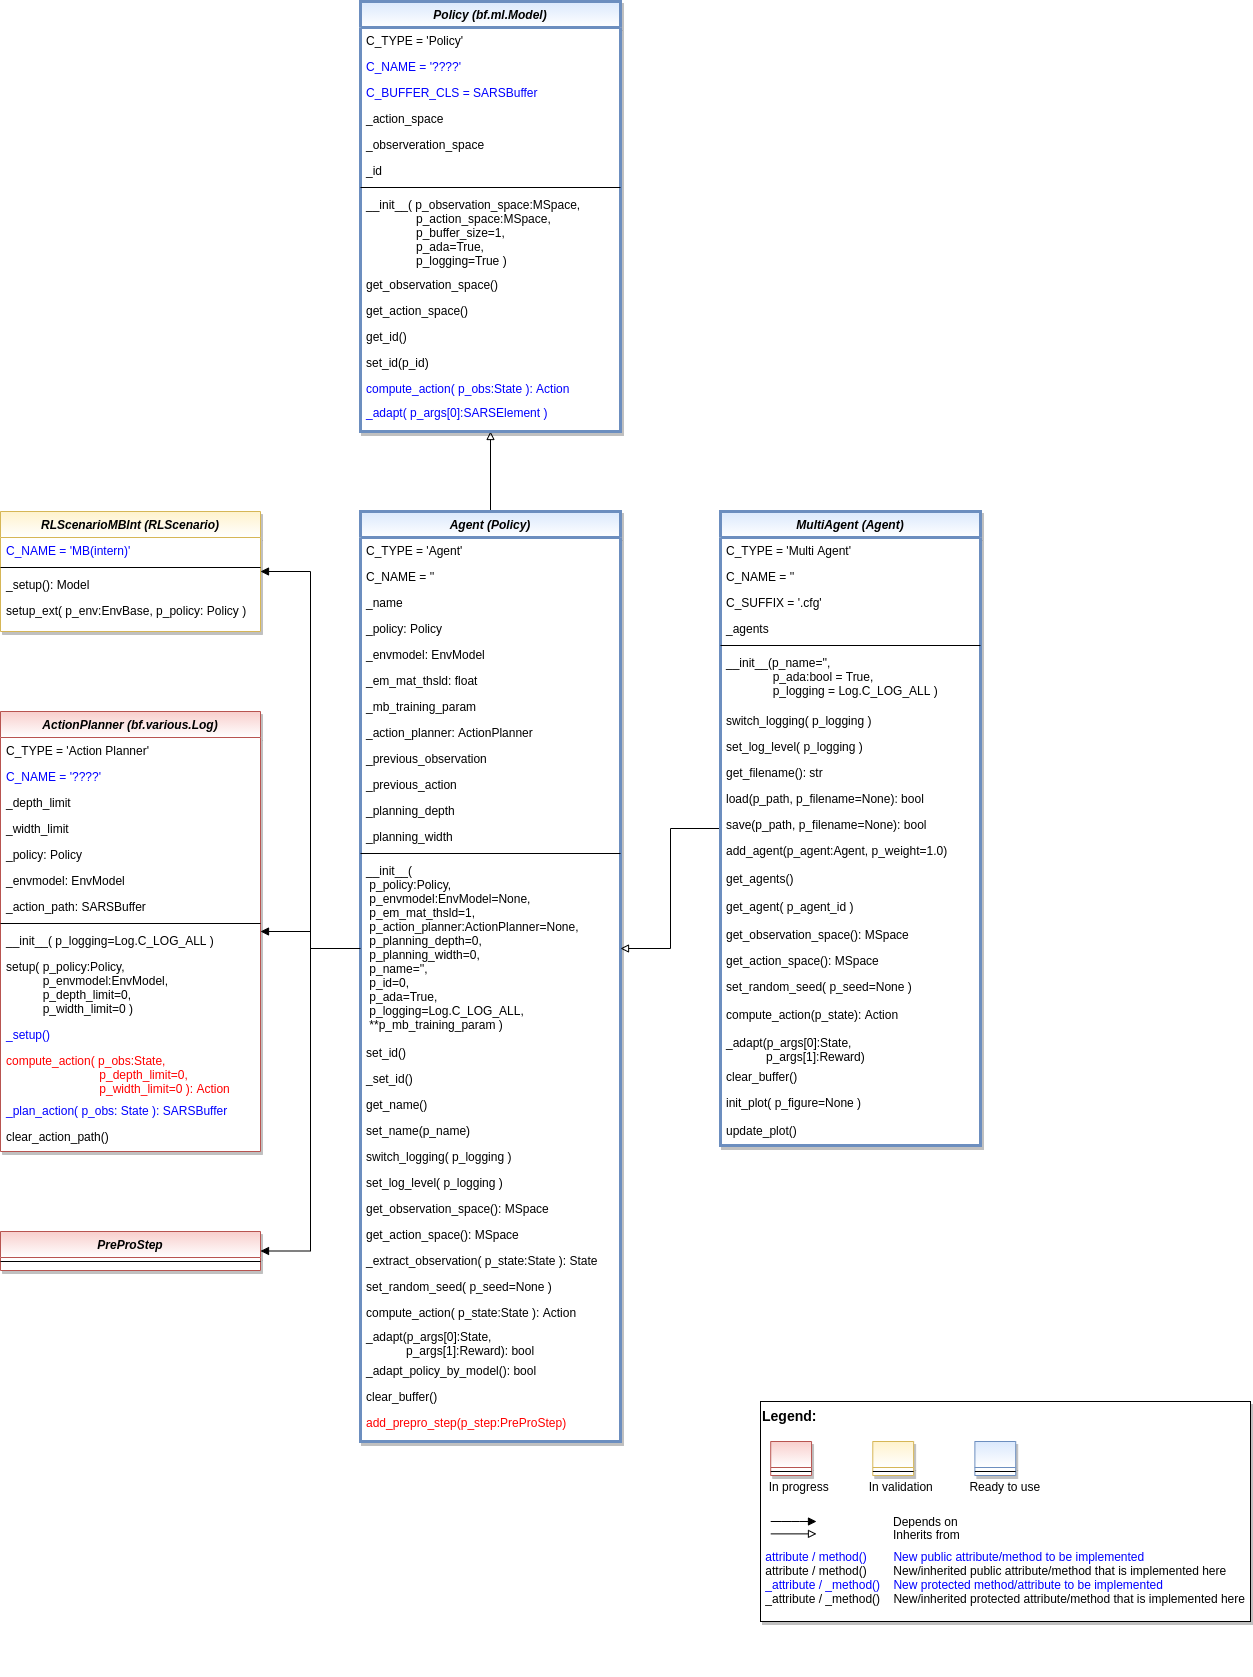 Policy (bf.ml.Model)
C_TYPE = 'Policy'
C_NAME = '????'
C_BUFFER_CLS = SARSBuffer
_action_space
_observeration_space
_id
__init__( p_observation_space:MSpace,
p_action_space:MSpace,
p_buffer_size=1,
p_ada=True,
p_logging=True )
get_observation_space()
get_action_space()
get_id()
set_id(p_id)
compute_action( p_obs:State ): Action
_adapt( p_args[0]:SARSElement )
RLScenarioMBInt (RLScenario)
C_NAME = 'MB(intern)'
_setup(): Model
setup_ext( p_env:EnvBase, p_policy: Policy )
ActionPlanner (bf.various.Log)
C_TYPE = 'Action Planner'
C_NAME = '????'
_depth_limit
_width_limit
_policy: Policy
_envmodel: EnvModel
_action_path: SARSBuffer
__init__( p_logging=Log.C_LOG_ALL )
setup( p_policy:Policy,
p_envmodel:EnvModel,
p_depth_limit=0,
p_width_limit=0 )
_setup()
compute_action( p_obs:State,
p_depth_limit=0,
p_width_limit=0 ): Action
_plan_action( p_obs: State ): SARSBuffer
clear_action_path()
PreProStep
Agent (Policy)
C_TYPE = 'Agent'
C_NAME = ''
_name
_policy: Policy
_envmodel: EnvModel
_em_mat_thsld: float
_mb_training_param
_action_planner: ActionPlanner
_previous_observation
_previous_action
_planning_depth
_planning_width
__init__(
p_policy:Policy,
p_envmodel:EnvModel=None,
p_em_mat_thsld=1,
p_action_planner:ActionPlanner=None,
p_planning_depth=0,
p_planning_width=0,
p_name='',
p_id=0,
p_ada=True,
p_logging=Log.C_LOG_ALL,
**p_mb_training_param )
set_id()
_set_id()
get_name()
set_name(p_name)
switch_logging( p_logging )
set_log_level( p_logging )
get_observation_space(): MSpace
get_action_space(): MSpace
_extract_observation( p_state:State ): State
set_random_seed( p_seed=None )
compute_action( p_state:State ): Action
_adapt(p_args[0]:State,
p_args[1]:Reward): bool
_adapt_policy_by_model(): bool
clear_buffer()
add_prepro_step(p_step:PreProStep)
MultiAgent (Agent)
C_TYPE = 'Multi Agent'
C_NAME = ''
C_SUFFIX = '.cfg'
_agents
__init__(p_name='',
p_ada:bool = True,
p_logging = Log.C_LOG_ALL )
switch_logging( p_logging )
set_log_level( p_logging )
get_filename(): str
load(p_path, p_filename=None): bool
save(p_path, p_filename=None): bool
add_agent(p_agent:Agent, p_weight=1.0)
get_agents()
get_agent( p_agent_id )
get_observation_space(): MSpace
get_action_space(): MSpace
set_random_seed( p_seed=None )
compute_action(p_state): Action
_adapt(p_args[0]:State,
p_args[1]:Reward)
clear_buffer()
init_plot( p_figure=None )
update_plot()
Legend:
In progress
In validation
Ready to use
Depends on
Inherits from
attribute / method() New public attribute/method to be implemented
attribute / method() New/inherited public attribute/method that is implemented here
_attribute / _method() New protected method/attribute to be implemented
_attribute / _method() New/inherited protected attribute/method that is implemented here